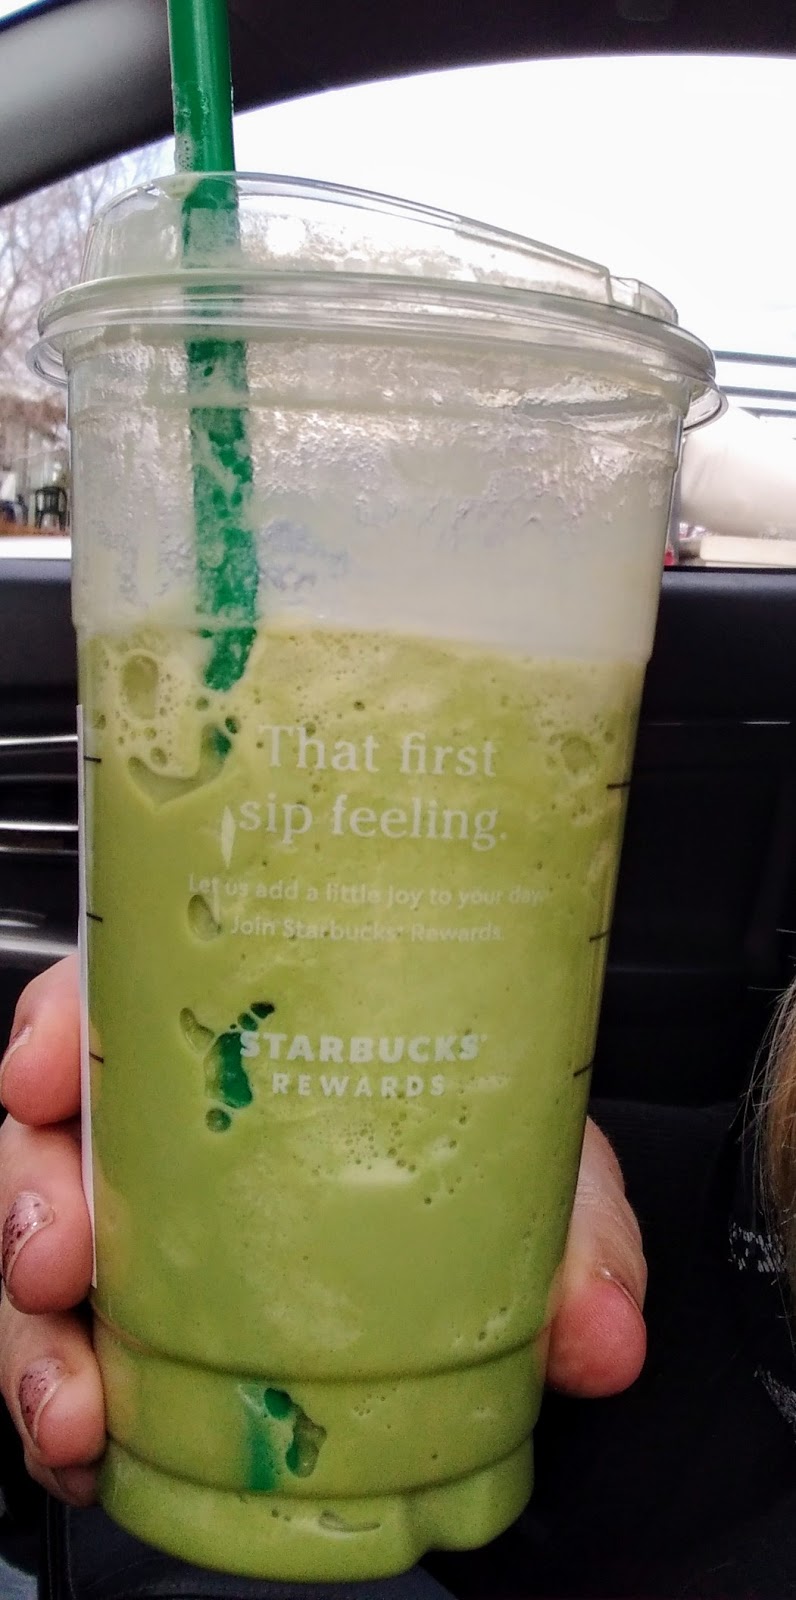 That first
sip feeling.
Let us add a little joy to your day.
Join Starbucks® Rewards.
STARBUCKS®
REWARDS